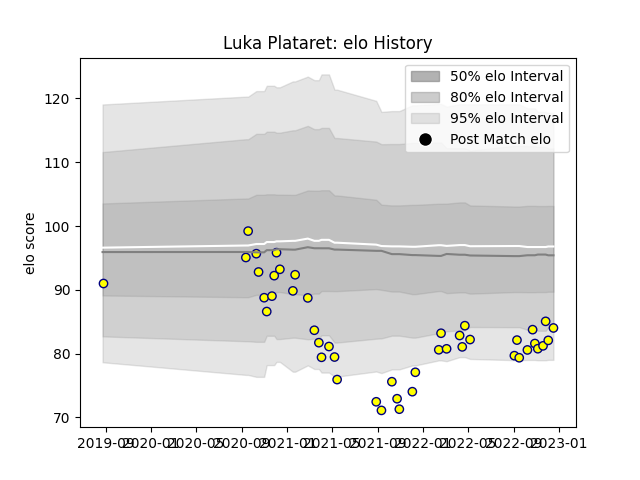 Luka Plataret: elo History
50% elo Interval
80% elo Interval
95% elo Interval
Post Match elo
elo score
120
110
100
90
80
70
2019-09 2020-01 2020-05 2020-09 2021-01 2021-05 2021-09 2022-01 2022-05 2022-09 2023-01